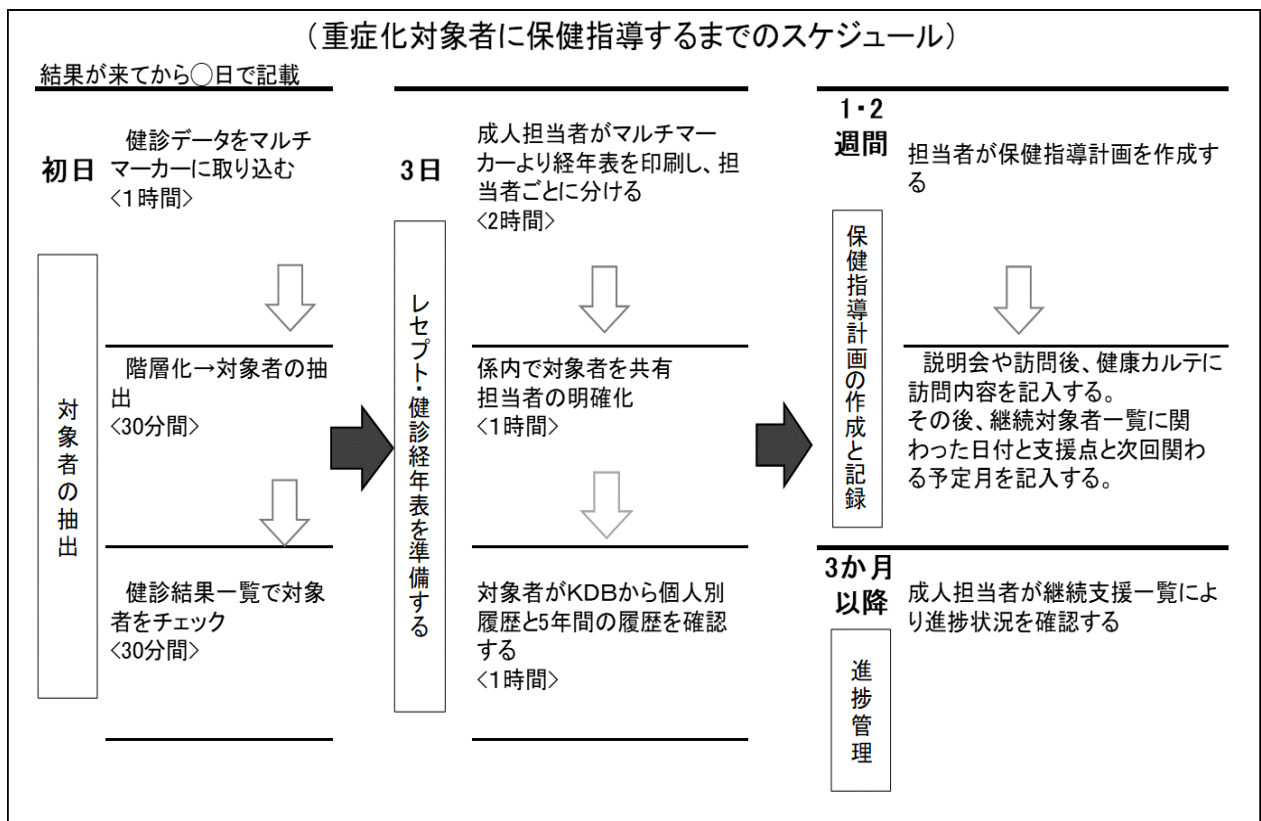 （重症化対象者に保健指導するまでのスケジュール）
結果が来てから◯日で記載
初日
健診データをマルチ
マーカーに取り込む
<1時間>
対象者の抽出
階層化→対象者の抽
出
<30分間>
健診結果一覧で対象
者をチェック
<30分間>
3日
成人担当者がマルチマー
カーより経年表を印刷し、担
当者ごとに分ける
<2時間>
レセプト・健診経年表を準備する
係内で対象者を共有
担当者の明確化
<1時間>
対象者がKDBから個人別
履歴と5年間の履歴を確認
する
<1時間>
1・2
週間
担当者が保健指導計画を作成す
る
保健指導計画の作成と記録
説明会や訪問後、健康カルテに
訪問内容を記入する。
その後、継続対象者一覧に関
わった日付と支援点と次回関わ
る予定月を記入する。
3か月
以降
成人担当者が継続支援一覧によ
り進捗状況を確認する
進捗管理